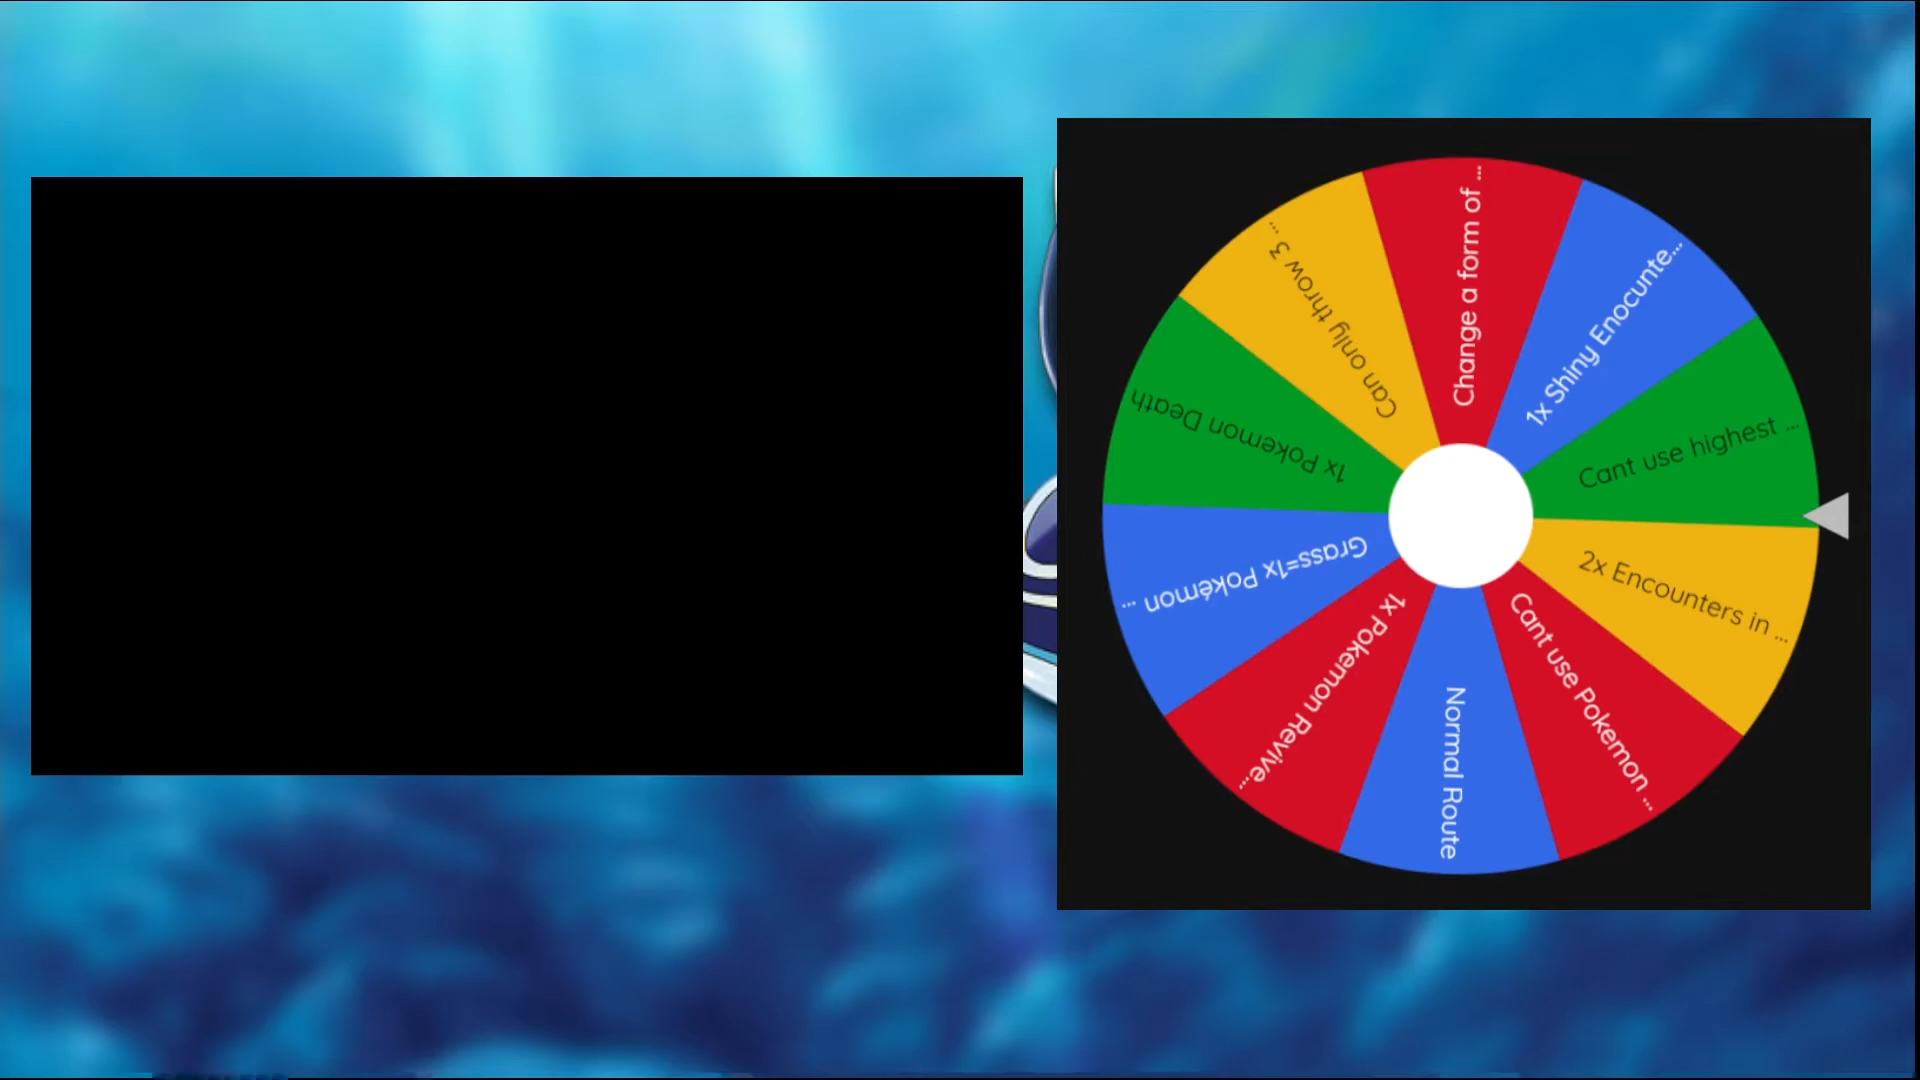 Change a form of ...
1x Shiny Enocunte...
Cant use highest ...
2x Encounters in ...
Cant use Pokemon ...
Normal Route
1x Pokemon Revive...
Grass=1x Pokémon ...
1x Pokemon Death
Can only throw 3 ...